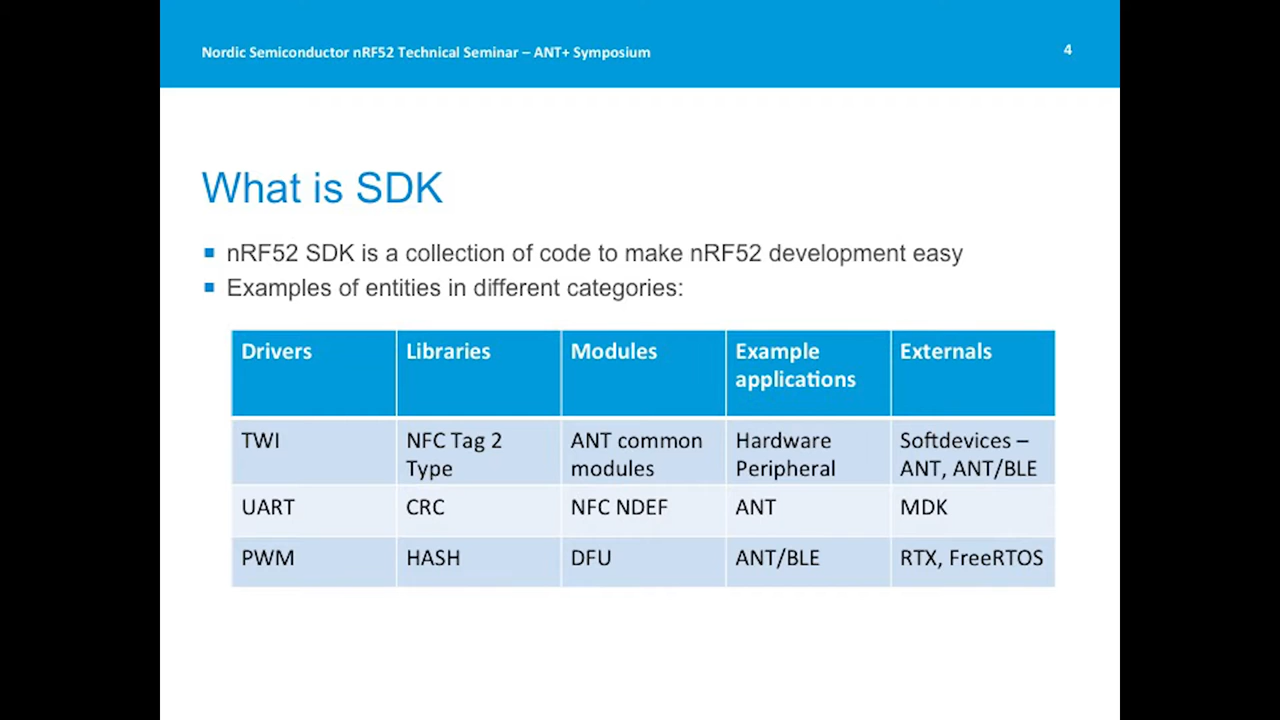 Nordic Semiconductor nRF52 Technical Seminar – ANT+ Symposium
4
What is SDK
nRF52 SDK is a collection of code to make nRF52 development easy
Examples of entities in different categories:
Drivers
Libraries
Modules
Example
applications
Externals
TWI
NFC Tag 2
Type
ANT common
modules
Hardware
Peripheral
Softdevices –
ANT, ANT/BLE
UART
CRC
NFC NDEF
ANT
MDK
PWM
HASH
DFU
ANT/BLE
RTX, FreeRTOS